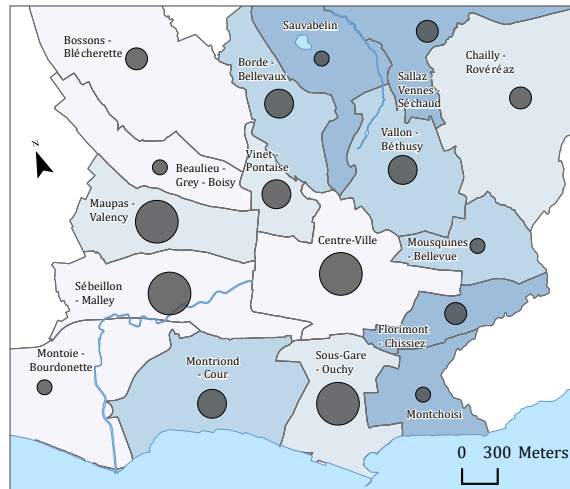 Sauvabelin
Bossons -
Blécherette
Borde -
Bellevaux
Chailly -
Rovéréaz
Sallaz
Vennes -
Séchaud
Vallon -
Béthusy
Vinet -
Pontaise
Beaulieu -
Grey - Boisy
N
Maupas -
Valency
Centre-Ville
Mousquines
- Bellevue
Sébeillon
- Malley
Florimont
- Chissiez
Montoie -
Bourdonette
Montriond
- Cour
Sous-Gare
- Ouchy
Montchoisi
0 300 Meters